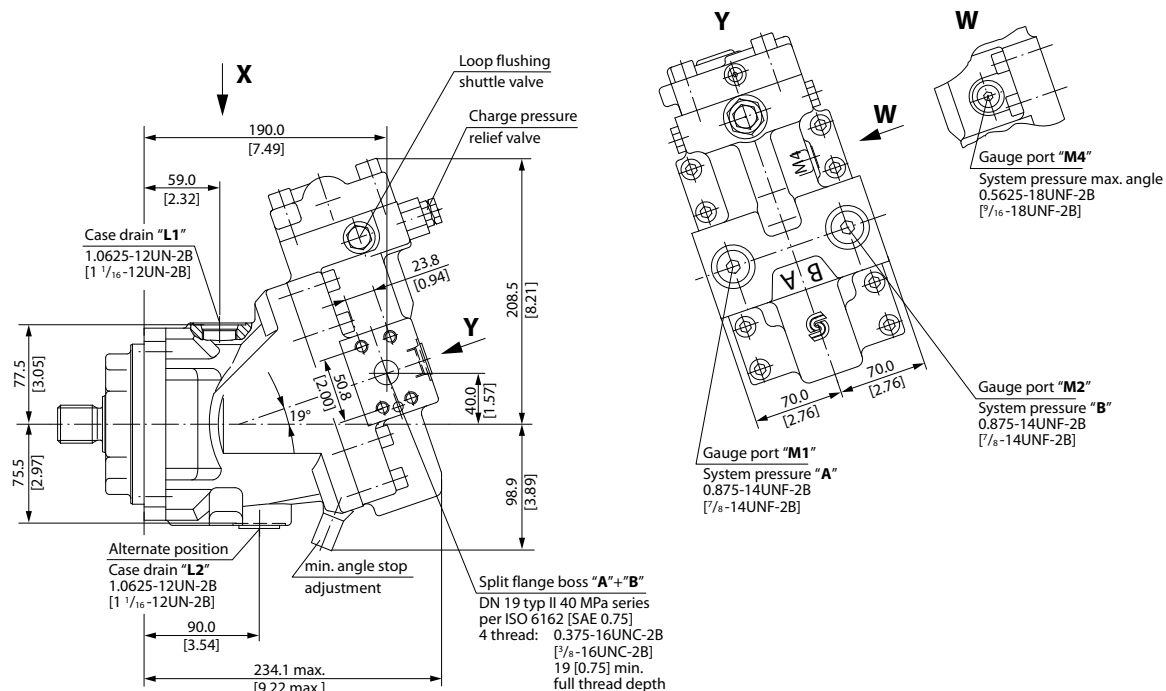 X
190.0
[7.49]
59.0
[2.32]
Case drain "L1"
1.0625-12UN-2B
[1 1/16-12UN-2B]
Loop flushing
shuttle valve
Charge pressure
relief valve
23.8
[0.94]
208.5
[8.21]
Y
77.5
[3.05]
50.8
[2.00]
19°
40.0
[1.57]
75.5
[2.97]
98.9
[3.89]
Alternate position
Case drain "L2"
1.0625-12UN-2B
[1 1/16-12UN-2B]
90.0
[3.54]
234.1 max.
[9.22 max.]
min. angle stop
adjustment
Split flange boss "A"+"B"
DN 19 typ II 40 MPa series
per ISO 6162 [SAE 0.75]
4 thread: 0.375-16UNC-2B
[3/8-16UNC-2B]
19 [0.75] min.
full thread depth
Y
W
M4
B A
70.0
[2.76]
70.0
[2.76]
Gauge port "M1"
System pressure "A"
0.875-14UNF-2B
[7/8-14UNF-2B]
W
Gauge port "M4"
System pressure max. angle
0.5625-18UNF-2B
[9/16-18UNF-2B]
Gauge port "M2"
System pressure "B"
0.875-14UNF-2B
[7/8-14UNF-2B]